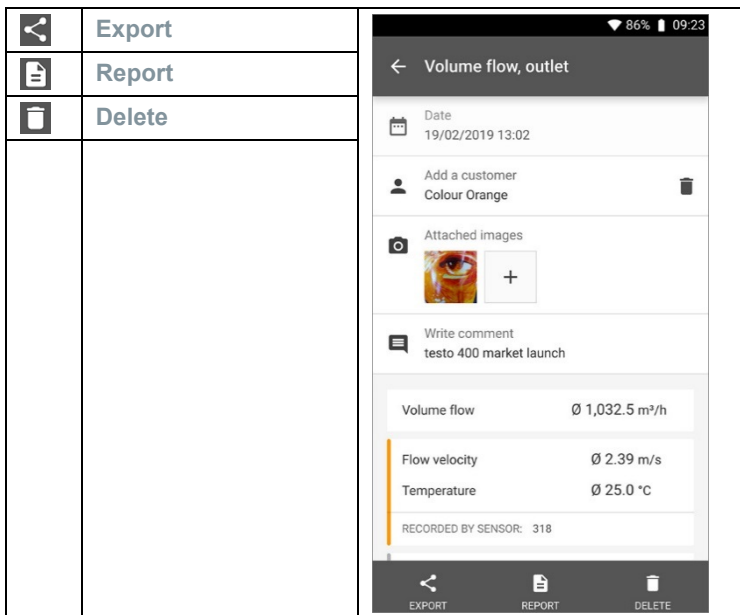 Export
Report
Delete
86% 09:23
Volume flow, outlet
Date
19/02/2019 13:02
Add a customer
Colour Orange
Attached images
+
Write comment
testo 400 market launch
Volume flow Ø 1,032.5 m³/h
Flow velocity Ø 2.39 m/s
Temperature Ø 25.0 °C
RECORDED BY SENSOR: 318
EXPORT REPORT DELETE